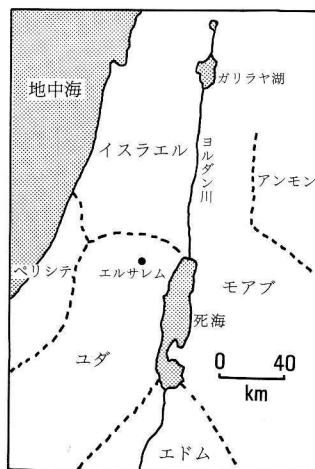 地中海
ガリラヤ湖
イスラエル
ヨルダン川
アンモン
ペリシテ
エルサレム
モアブ
死海
ユダ
0 40
km
エドム